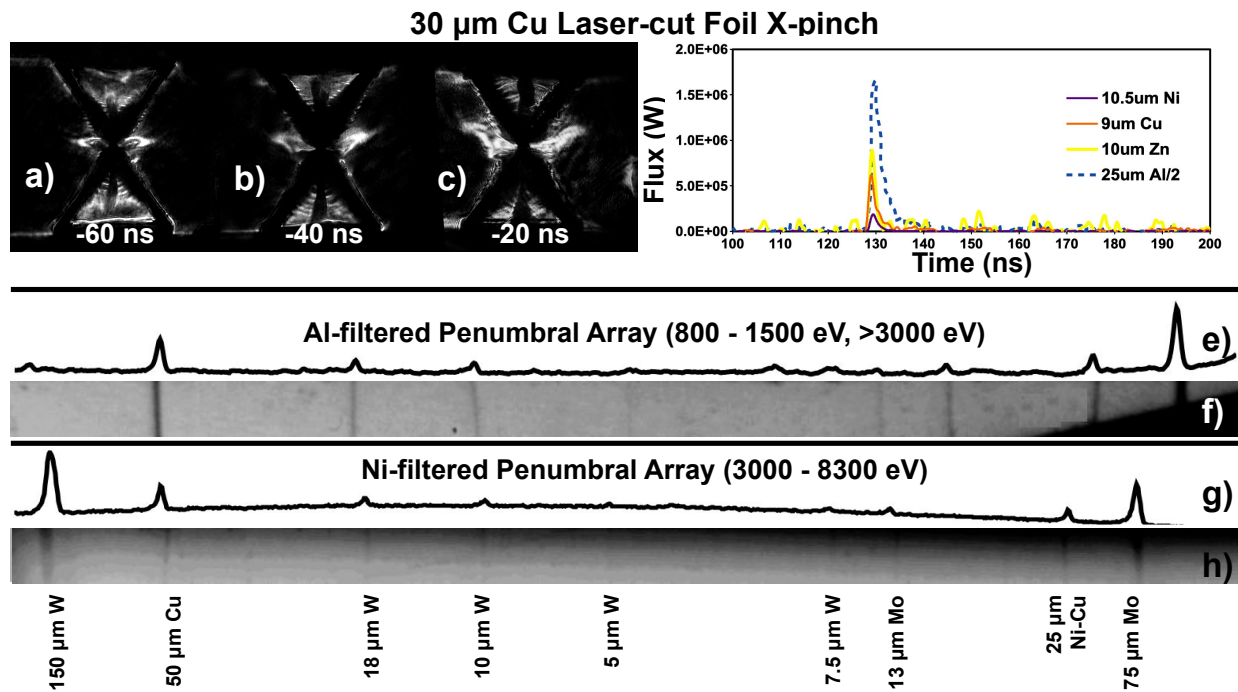 30 µm Cu Laser-cut Foil X-pinch
a)
-60 ns
b)
-40 ns
c)
-20 ns
Flux (W)
2.0E+06
1.5E+06
1.0E+06
5.0E+05
0.0E+00
10.5um Ni
9um Cu
10um Zn
25um Al/2
100 110 120 130 140 150 160 170 180 190 200
Time (ns)
Al-filtered Penumbral Array (800 - 1500 eV, >3000 eV)
e)
f)
Ni-filtered Penumbral Array (3000 - 8300 eV)
g)
h)
150 µm W
50 µm Cu
18 µm W
10 µm W
5 µm W
7.5 µm W
13 µm Mo
25 µm
Ni-Cu
75 µm Mo